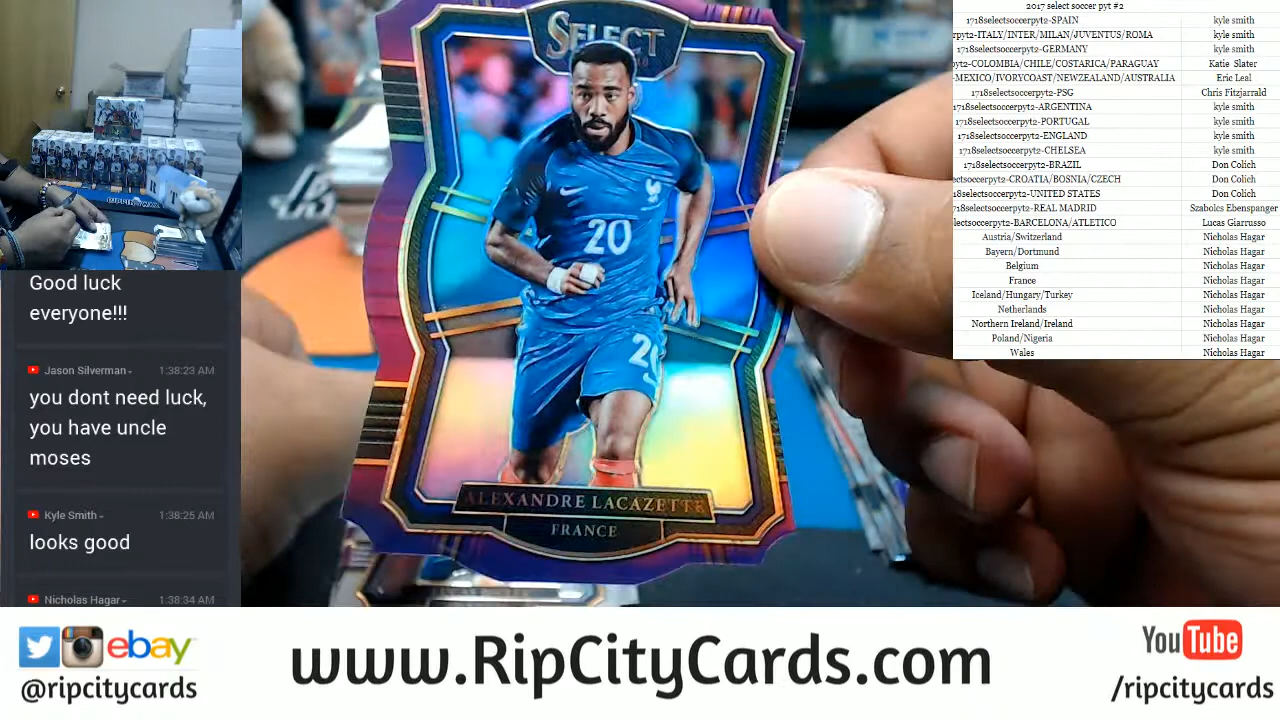 Good luck
everyone!!!
Jason Silverman 1:38:23 AM
you dont need luck,
you have uncle
moses
Kyle Smith 1:38:25 AM
looks good
Nicholas Hagar 1:38:34 AM
SELECT
20
20
ALEXANDRE LACAZETTE
FRANCE
2017 select soccer pyt #2
1718selectsoccerpyt2-SPAIN kyle smith
pyt2-ITALY/INTER/MILAN/JUVENTUS/ROMA kyle smith
1718selectsoccerpyt2-GERMANY kyle smith
pyt2-COLOMBIA/CHILE/COSTARICA/PARAGUAY Katie Slater
-MEXICO/IVORYCOAST/NEWZEALAND/AUSTRALIA Eric Leal
1718selectsoccerpyt2-PSG Chris Fitzjarrald
1718selectsoccerpyt2-ARGENTINA kyle smith
1718selectsoccerpyt2-PORTUGAL kyle smith
1718selectsoccerpyt2-ENGLAND kyle smith
1718selectsoccerpyt2-CHELSEA kyle smith
1718selectsoccerpyt2-BRAZIL Don Colich
ectsoccerpyt2-CROATIA/BOSNIA/CZECH Don Colich
18selectsoccerpyt2-UNITED STATES Don Colich
718selectsoccerpyt2-REAL MADRID Szabolcs Ebenspanger
electsoccerpyt2-BARCELONA/ATLETICO Lucas Giarrusso
Austria/Switzerland Nicholas Hagar
Bayern/Dortmund Nicholas Hagar
Belgium Nicholas Hagar
France Nicholas Hagar
Iceland/Hungary/Turkey Nicholas Hagar
Netherlands Nicholas Hagar
Northern Ireland/Ireland Nicholas Hagar
Poland/Nigeria Nicholas Hagar
Wales Nicholas Hagar
ebay
@ripcitycards
www.RipCityCards.com
YouTube
/ripcitycards